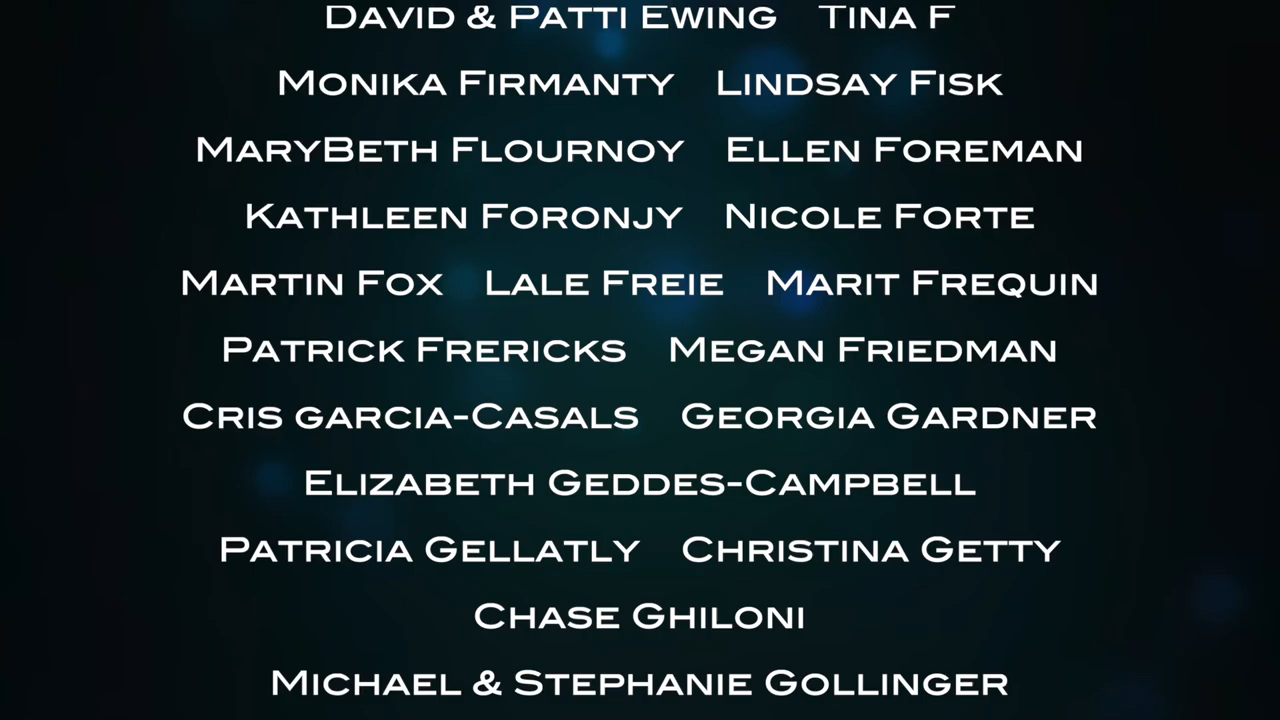 David & Patti Ewing Tina F
Monika Firmanty Lindsay Fisk
MaryBeth Flournoy Ellen Foreman
Kathleen Foronjy Nicole Forte
Martin Fox Lale Freie Marit Frequin
Patrick Frericks Megan Friedman
Cris garcia-Casals Georgia Gardner
Elizabeth Geddes-Campbell
Patricia Gellatly Christina Getty
Chase Ghiloni
Michael & Stephanie Gollinger